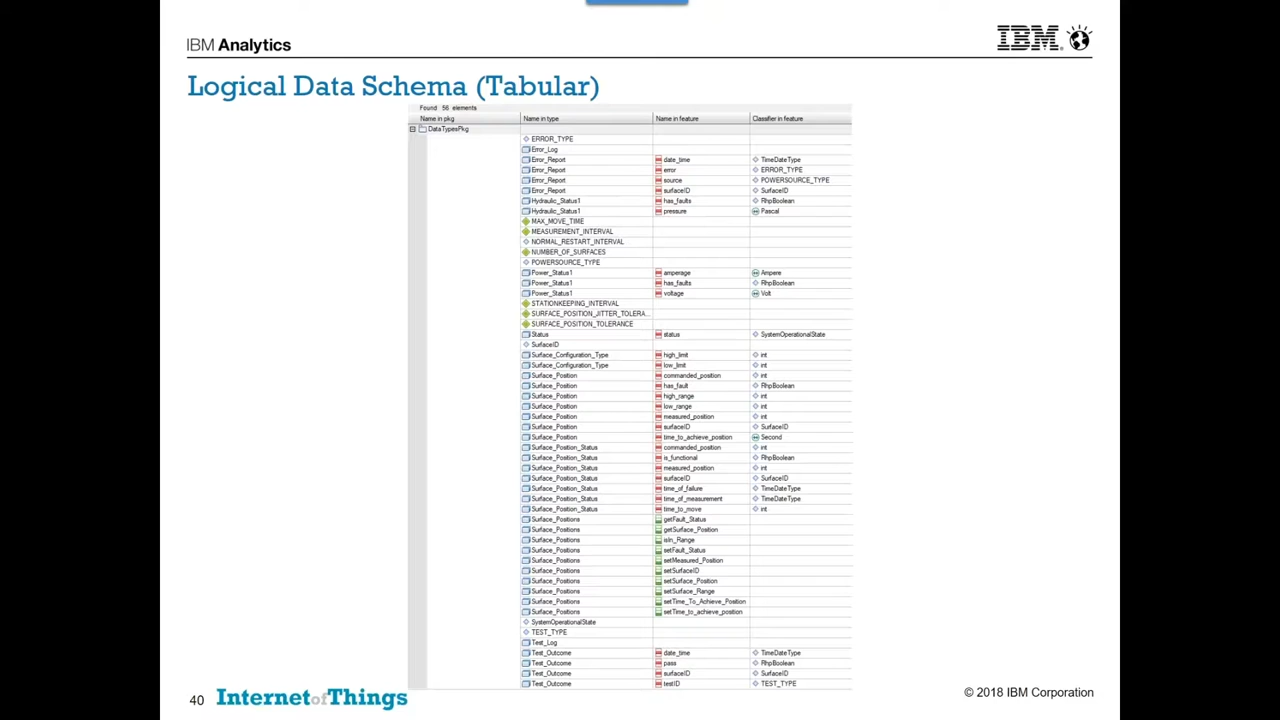 IBM Analytics
IBM
Logical Data Schema (Tabular)
Found 56 elements
Name in pkg Name in type Name in feature Classifier in feature
DataTypesPkg
ERROR_TYPE
Error_Log
Error_Report date_time TimeDateType
Error_Report error ERROR_TYPE
Error_Report source POWERSOURCE_TYPE
Error_Report surfaceID SurfaceID
Hydraulic_Status1 has_faults RhpBoolean
Hydraulic_Status1 pressure Pascal
MAX_MOVE_TIME
MEASUREMENT_INTERVAL
NORMAL_RESTART_INTERVAL
NUMBER_OF_SURFACES
POWERSOURCE_TYPE
Power_Status1 amperage Ampere
Power_Status1 has_faults RhpBoolean
Power_Status1 voltage Volt
STATIONKEEPING_INTERVAL
SURFACE_POSITION_JITTER_TOLERA...
SURFACE_POSITION_TOLERANCE
Status status SystemOperationalState
SurfaceID
Surface_Configuration_Type high_limit int
Surface_Configuration_Type low_limit int
Surface_Position commanded_position int
Surface_Position has_fault RhpBoolean
Surface_Position high_range int
Surface_Position low_range int
Surface_Position measured_position int
Surface_Position surfaceID SurfaceID
Surface_Position time_to_achieve_position Second
Surface_Position_Status commanded_position int
Surface_Position_Status is_functional RhpBoolean
Surface_Position_Status measured_position int
Surface_Position_Status surfaceID SurfaceID
Surface_Position_Status time_of_failure TimeDateType
Surface_Position_Status time_of_measurement TimeDateType
Surface_Position_Status time_to_move int
Surface_Positions getFault_Status
Surface_Positions getSurface_Position
Surface_Positions isIn_Range
Surface_Positions setFault_Status
Surface_Positions setMeasured_Position
Surface_Positions setSurfaceID
Surface_Positions setSurface_Position
Surface_Positions setSurface_Range
Surface_Positions setTime_To_Achieve_Position
Surface_Positions setTime_to_achieve_position
SystemOperationalState
TEST_TYPE
Test_Log
Test_Outcome date_time TimeDateType
Test_Outcome pass RhpBoolean
Test_Outcome surfaceID SurfaceID
Test_Outcome testID TEST_TYPE
40 InternetofThings © 2018 IBM Corporation